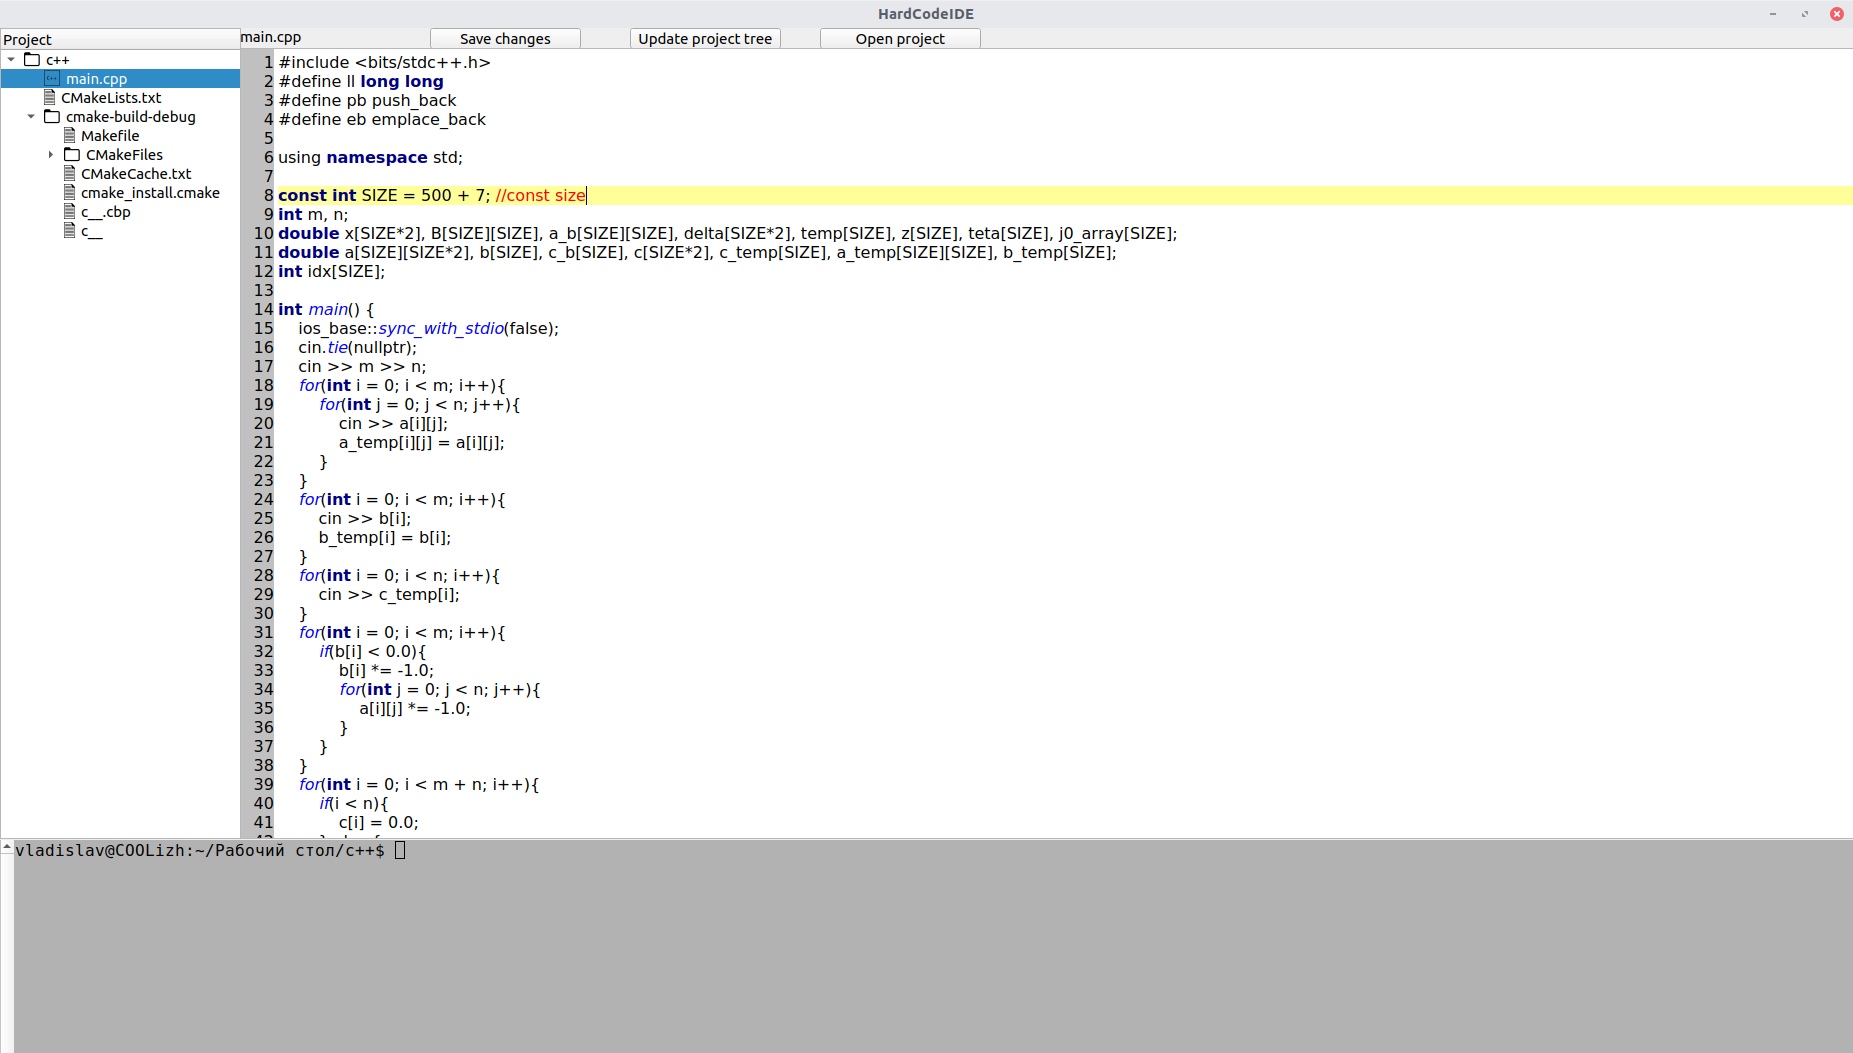 HardCodeIDE
Project
main.cpp
Save changes
Update project tree
Open project
c++
main.cpp
CMakeLists.txt
cmake-build-debug
Makefile
CMakeFiles
CMakeCache.txt
cmake_install.cmake
c__.cbp
c__
1 #include <bits/stdc++.h>
2 #define ll long long
3 #define pb push_back
4 #define eb emplace_back
5
6 using namespace std;
7
8 const int SIZE = 500 + 7; //const size
9 int m, n;
10 double x[SIZE*2], B[SIZE][SIZE], a_b[SIZE][SIZE], delta[SIZE*2], temp[SIZE], z[SIZE], teta[SIZE], j0_array[SIZE];
11 double a[SIZE][SIZE*2], b[SIZE], c_b[SIZE], c[SIZE*2], c_temp[SIZE], a_temp[SIZE][SIZE], b_temp[SIZE];
12 int idx[SIZE];
13
14 int main() {
15     ios_base::sync_with_stdio(false);
16     cin.tie(nullptr);
17     cin >> m >> n;
18     for(int i = 0; i < m; i++){
19         for(int j = 0; j < n; j++){
20             cin >> a[i][j];
21             a_temp[i][j] = a[i][j];
22         }
23     }
24     for(int i = 0; i < m; i++){
25         cin >> b[i];
26         b_temp[i] = b[i];
27     }
28     for(int i = 0; i < n; i++){
29         cin >> c_temp[i];
30     }
31     for(int i = 0; i < m; i++){
32         if(b[i] < 0.0){
33             b[i] *= -1.0;
34             for(int j = 0; j < n; j++){
35                 a[i][j] *= -1.0;
36             }
37         }
38     }
39     for(int i = 0; i < m + n; i++){
40         if(i < n){
41             c[i] = 0.0;
vladislav@COOLizh:~/Рабочий стол/c++$